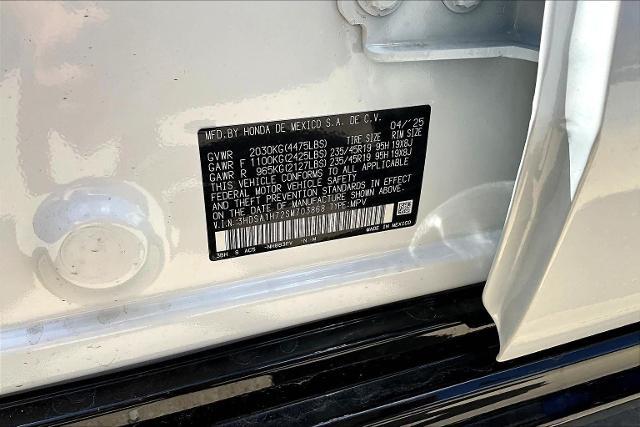 MFD.BY HONDA DE MEXICO S.A. DE C.V. 04/'25
GVWR 2030KG(4475LBS) TIRE SIZE RIM SIZE
GAWR F 1100KG(2425LBS) 235/45R19 95H 19X8J
GAWR R 965KG(2127LBS) 235/45R19 95H 19X8J
THIS VEHICLE CONFORMS TO ALL APPLICABLE
FEDERAL MOTOR VEHICLE SAFETY STANDARDS
AND THEFT PREVENTION STANDARDS IN EFFECT
ON THE DATE OF MANUFACTURE SHOWN ABOVE.
V.I.N:3HDSA1H72SM703868 TYPE:MPV
MADE IN MEXICO